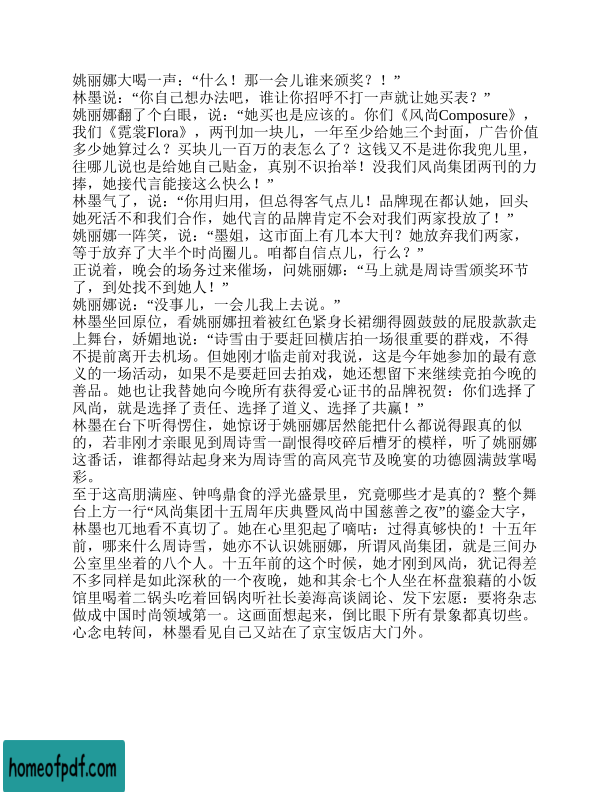 姚丽娜大喝一声：“什么！那一会儿谁来颁奖？！”
林墨说：“你自己想办法吧，谁让你招呼不打一声就让她买表？”
姚丽娜翻了个白眼，说：“她买也是应该的。你们《风尚Composure》，
我们《霓裳Flora》，两刊加一块儿，一年至少给她三个封面，广告价值
多少她算过么？买块儿一百万的表怎么了？这钱又不是进你我兜儿里，
往哪儿说也是给她自己贴金，真别不识抬举！没我们风尚集团两刊的力
捧，她接代言能接这么快么！”
林墨气了，说：“你用归用，但总得客气点儿！品牌现在都认她，回头
她死活不和我们合作，她代言的品牌肯定不会对我们两家投放了！”
姚丽娜一阵笑，说：“墨姐，这市面上有几本大刊？她放弃我们两家，
等于放弃了大半个时尚圈儿。咱都自信点儿，行么？”
正说着，晚会的场务过来催场，问姚丽娜：“马上就是周诗雪颁奖环节
了，到处找不到她人！”
姚丽娜说：“没事儿，一会儿我上去说。”
林墨坐回原位，看姚丽娜扭着被红色紧身长裙绷得圆鼓鼓的屁股款款走
上舞台，娇媚地说：“诗雪由于要赶回横店拍一场很重要的群戏，不得
不提前离开去机场。但她刚才临走前对我说，这是今年她参加的最有意
义的一场活动，如果不是要赶回去拍戏，她还想留下来继续竞拍今晚的
善品。她也让我替她向今晚所有获得爱心证书的品牌祝贺：你们选择了
风尚，就是选择了责任、选择了道义、选择了共赢！”
林墨在台下听得愣住，她惊讶于姚丽娜居然能把什么都说得跟真的似
的，若非刚才亲眼见到周诗雪一副恨得咬碎后槽牙的模样，听了姚丽娜
这番话，谁都得站起身来为周诗雪的高风亮节及晚宴的功德圆满鼓掌喝
彩。
至于这高朋满座、钟鸣鼎食的浮光盛景里，究竟哪些才是真的？整个舞
台上方一行“风尚集团十五周年庆典暨风尚中国慈善之夜”的鎏金大字，
林墨也兀地看不真切了。她在心里犯起了嘀咕：过得真够快的！十五年
前，哪来什么周诗雪，她亦不认识姚丽娜，所谓风尚集团，就是三间办
公室里坐着的八个人。十五年前的这个时候，她才刚到风尚，犹记得差
不多同样是如此深秋的一个夜晚，她和其余七个人坐在杯盘狼藉的小饭
馆里喝着二锅头吃着回锅肉听社长姜海高谈阔论、发下宏愿：要将杂志
做成中国时尚领域第一。这画面想起来，倒比眼下所有景象都真切些。
心念电转间，林墨看见自己又站在了京宝饭店大门外。
homeofpdf.com